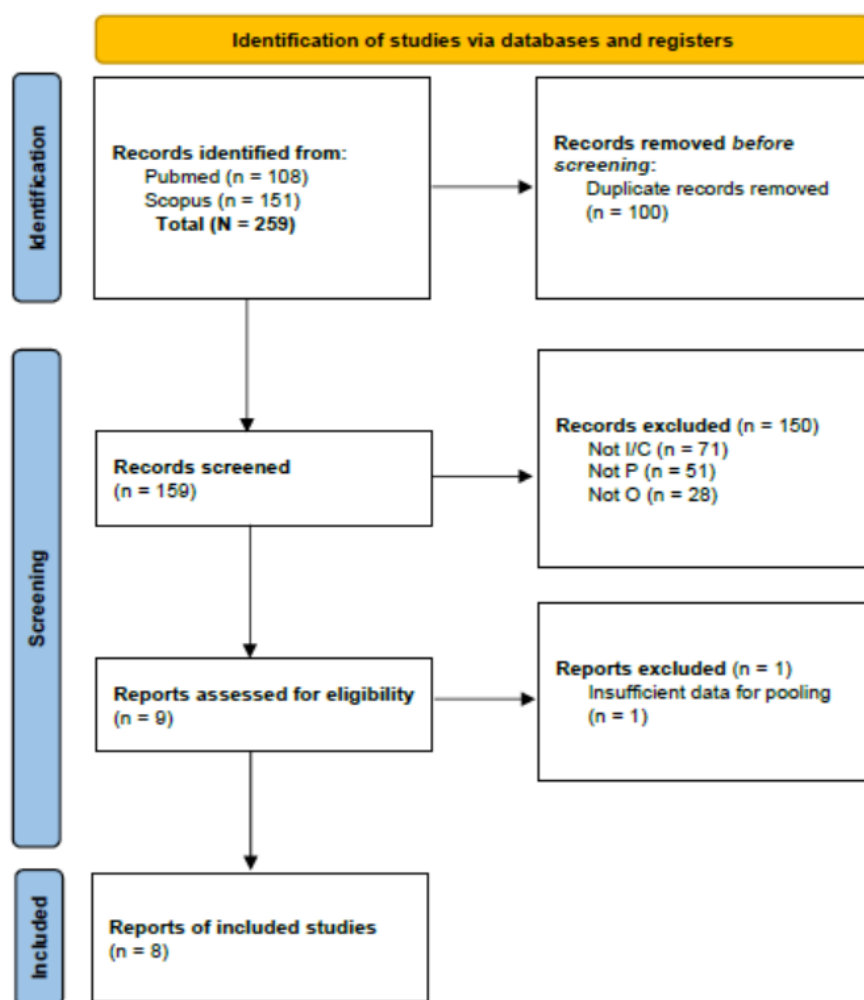 Identification of studies via databases and registers
Identification
Records identified from:
Pubmed (n = 108)
Scopus (n = 151)
Total (N = 259)
Records removed before
screening:
Duplicate records removed
(n = 100)
Screening
Records screened
(n = 159)
Records excluded (n = 150)
Not I/C (n = 71)
Not P (n = 51)
Not O (n = 28)
Reports assessed for eligibility
(n = 9)
Reports excluded (n = 1)
Insufficient data for pooling
(n = 1)
Included
Reports of included studies
(n = 8)